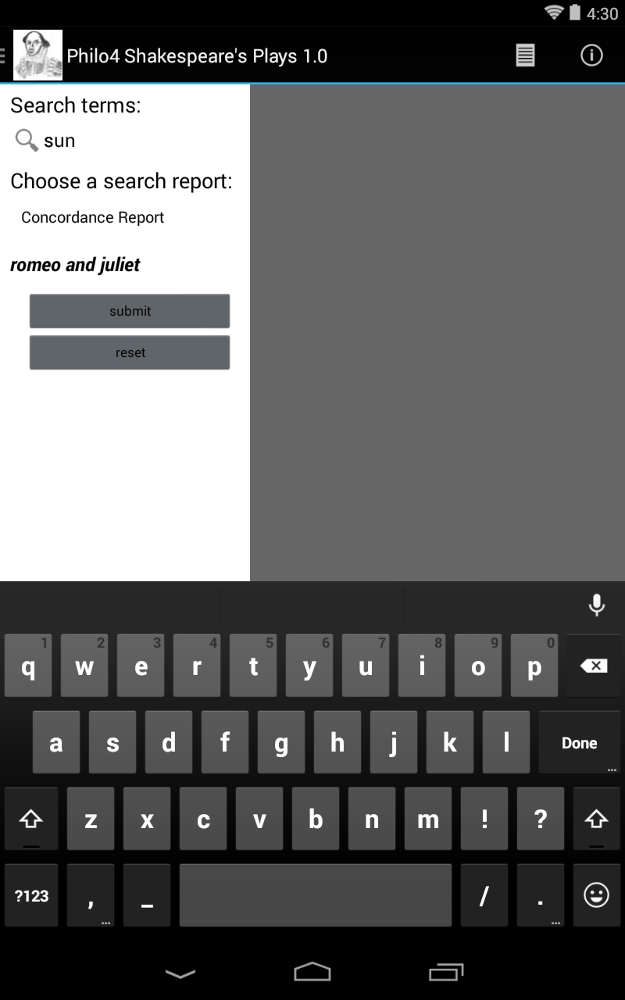 4:30
Philo4 Shakespeare's Plays 1.0
Search terms:
sun
Choose a search report:
Concordance Report
romeo and juliet
submit
reset
1 2 3 4 5 6 7 8 9 0
q w e r t y u i o p
a s d f g h j k l Done
...
z x c v b n m ! ?
?123 , _ / .
... ...